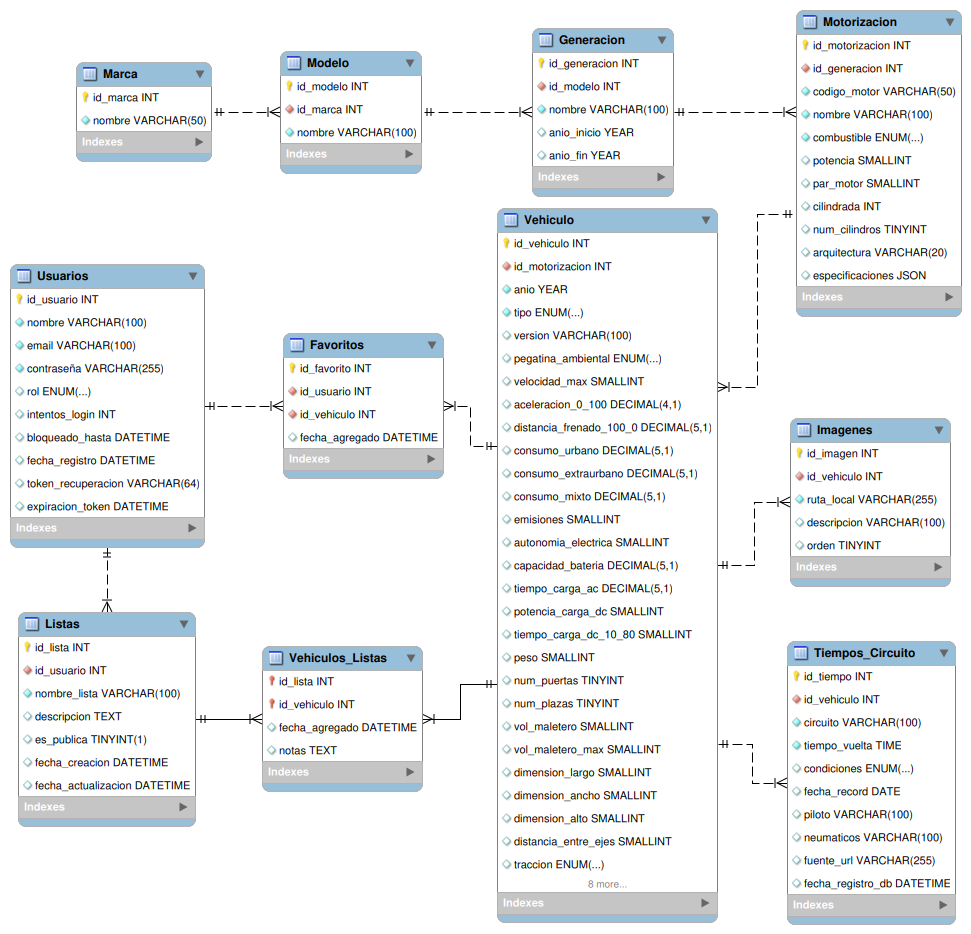 Marca
id_marca INT
nombre VARCHAR(50)
Indexes
Modelo
id_modelo INT
id_marca INT
nombre VARCHAR(100)
Indexes
Generacion
id_generacion INT
id_modelo INT
nombre VARCHAR(100)
anio_inicio YEAR
anio_fin YEAR
Indexes
Motorizacion
id_motorizacion INT
id_generacion INT
codigo_motor VARCHAR(50)
nombre VARCHAR(100)
combustible ENUM(...)
potencia SMALLINT
par_motor SMALLINT
cilindrada INT
num_cilindros TINYINT
arquitectura VARCHAR(20)
especificaciones JSON
Indexes
Usuarios
id_usuario INT
nombre VARCHAR(100)
email VARCHAR(100)
contraseña VARCHAR(255)
rol ENUM(...)
intentos_login INT
bloqueado_hasta DATETIME
fecha_registro DATETIME
token_recuperacion VARCHAR(64)
expiracion_token DATETIME
Indexes
Favoritos
id_favorito INT
id_usuario INT
id_vehiculo INT
fecha_agregado DATETIME
Indexes
Vehiculo
id_vehiculo INT
id_motorizacion INT
anio YEAR
tipo ENUM(...)
version VARCHAR(100)
pegatina_ambiental ENUM(...)
velocidad_max SMALLINT
aceleracion_0_100 DECIMAL(4,1)
distancia_frenado_100_0 DECIMAL(5,1)
consumo_urbano DECIMAL(5,1)
consumo_extraurbano DECIMAL(5,1)
consumo_mixto DECIMAL(5,1)
emisiones SMALLINT
autonomia_electrica SMALLINT
capacidad_bateria DECIMAL(5,1)
tiempo_carga_ac DECIMAL(5,1)
potencia_carga_dc SMALLINT
tiempo_carga_dc_10_80 SMALLINT
peso SMALLINT
num_puertas TINYINT
num_plazas TINYINT
vol_maletero SMALLINT
vol_maletero_max SMALLINT
dimension_largo SMALLINT
dimension_ancho SMALLINT
dimension_alto SMALLINT
distancia_entre_ejes SMALLINT
traccion ENUM(...)
8 more...
Indexes
Imagenes
id_imagen INT
id_vehiculo INT
ruta_local VARCHAR(255)
descripcion VARCHAR(100)
orden TINYINT
Indexes
Listas
id_lista INT
id_usuario INT
nombre_lista VARCHAR(100)
descripcion TEXT
es_publica TINYINT(1)
fecha_creacion DATETIME
fecha_actualizacion DATETIME
Indexes
Vehiculos_Listas
id_lista INT
id_vehiculo INT
fecha_agregado DATETIME
notas TEXT
Indexes
Tiempos_Circuito
id_tiempo INT
id_vehiculo INT
circuito VARCHAR(100)
tiempo_vuelta TIME
condiciones ENUM(...)
fecha_record DATE
piloto VARCHAR(100)
neumaticos VARCHAR(100)
fuente_url VARCHAR(255)
fecha_registro_db DATETIME
Indexes